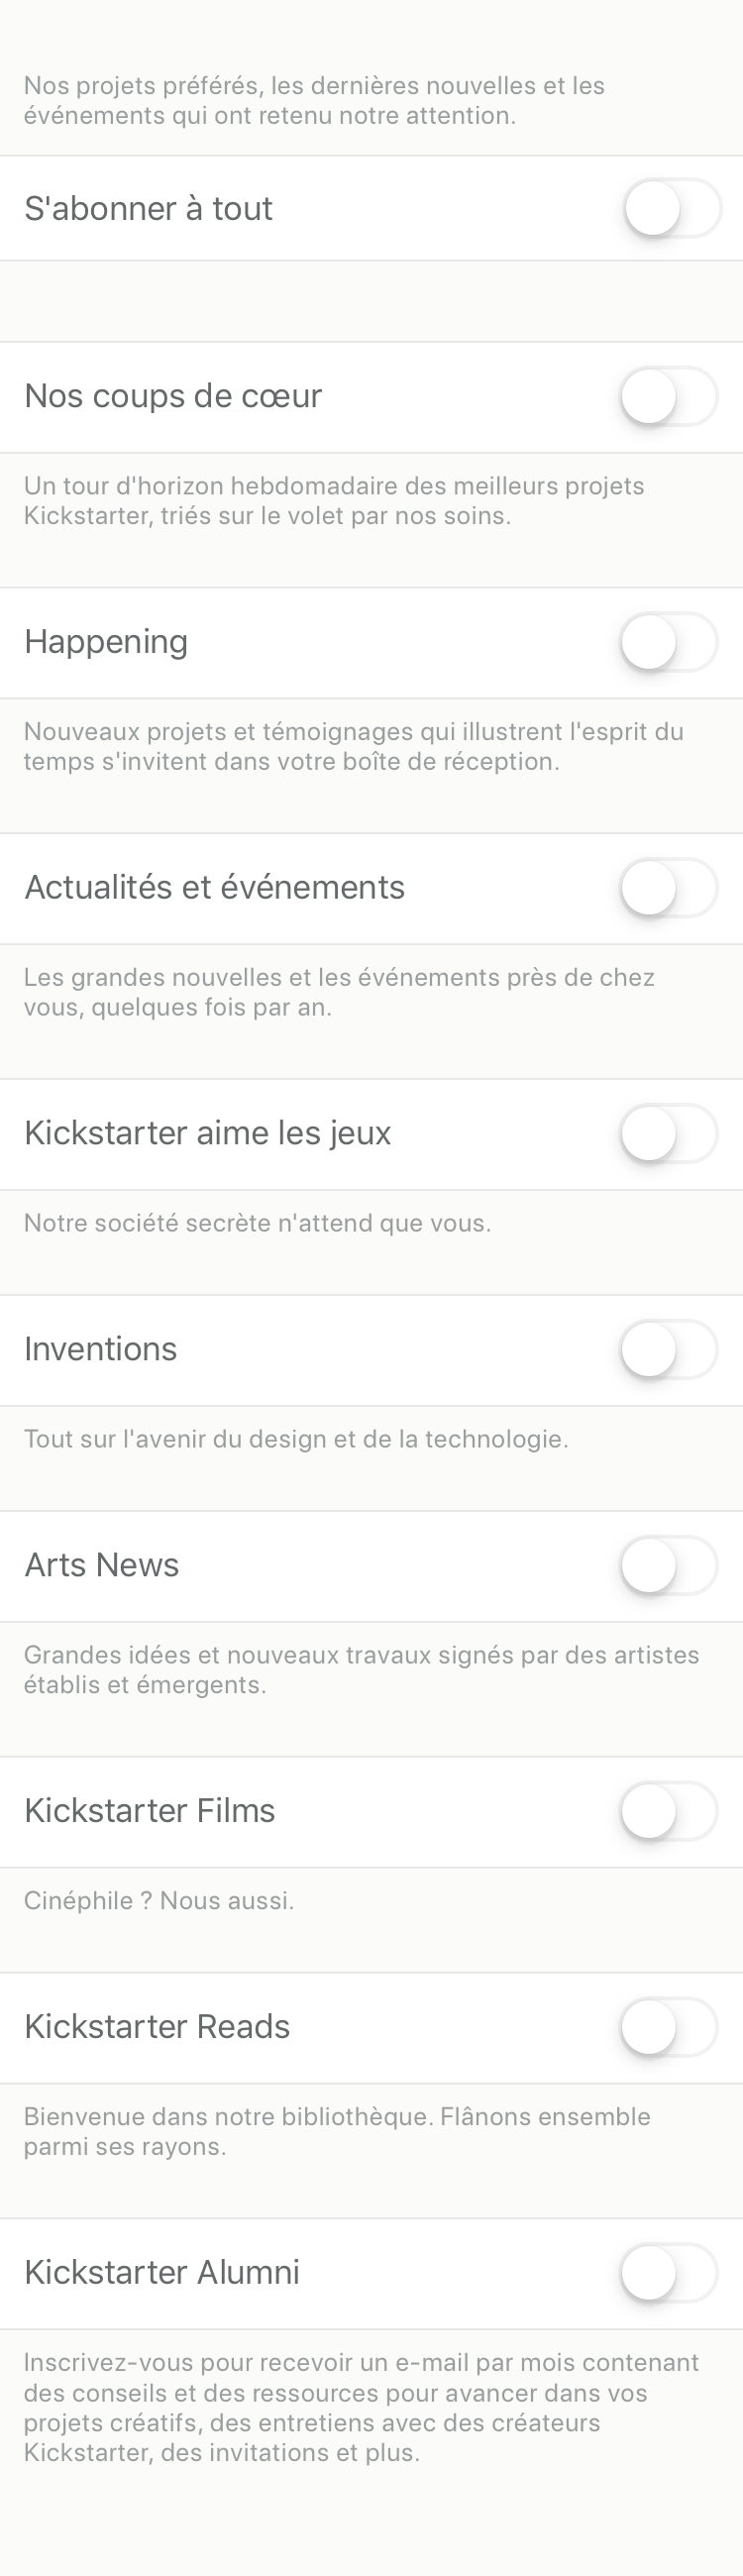 Nos projets préférés, les dernières nouvelles et les
événements qui ont retenu notre attention.
S'abonner à tout
Nos coups de cœur
Un tour d'horizon hebdomadaire des meilleurs projets
Kickstarter, triés sur le volet par nos soins.
Happening
Nouveaux projets et témoignages qui illustrent l'esprit du
temps s'invitent dans votre boîte de réception.
Actualités et événements
Les grandes nouvelles et les événements près de chez
vous, quelques fois par an.
Kickstarter aime les jeux
Notre société secrète n'attend que vous.
Inventions
Tout sur l'avenir du design et de la technologie.
Arts News
Grandes idées et nouveaux travaux signés par des artistes
établis et émergents.
Kickstarter Films
Cinéphile ? Nous aussi.
Kickstarter Reads
Bienvenue dans notre bibliothèque. Flânons ensemble
parmi ses rayons.
Kickstarter Alumni
Inscrivez-vous pour recevoir un e-mail par mois contenant
des conseils et des ressources pour avancer dans vos
projets créatifs, des entretiens avec des créateurs
Kickstarter, des invitations et plus.